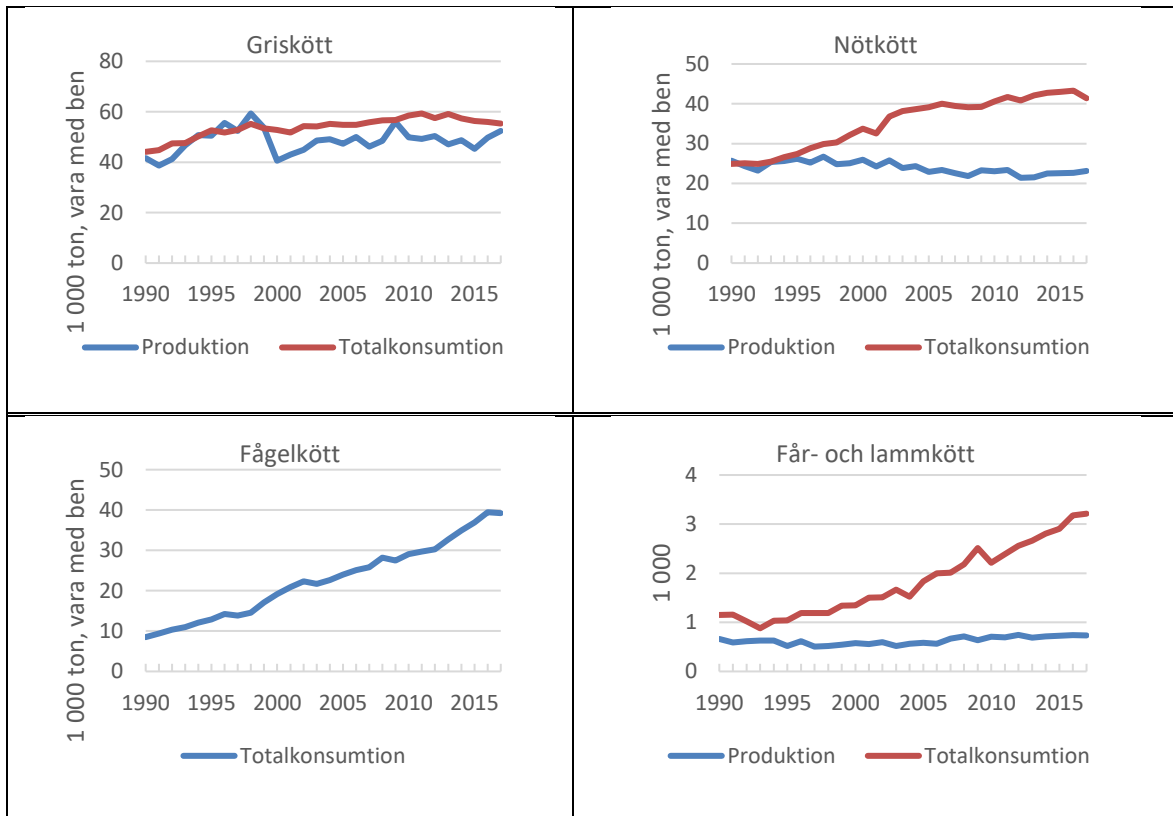 Griskött
1 000 ton, vara med ben
80
60
40
20
0
1990 1995 2000 2005 2010 2015
Produktion Totalkonsumtion
Nötkött
1 000 ton, vara med ben
50
40
30
20
10
0
1990 1995 2000 2005 2010 2015
Produktion Totalkonsumtion
Fågelkött
1 000 ton, vara med ben
50
40
30
20
10
0
1990 1995 2000 2005 2010 2015
Totalkonsumtion
Får- och lammkött
1 000
4
3
2
1
0
1990 1995 2000 2005 2010 2015
Produktion Totalkonsumtion